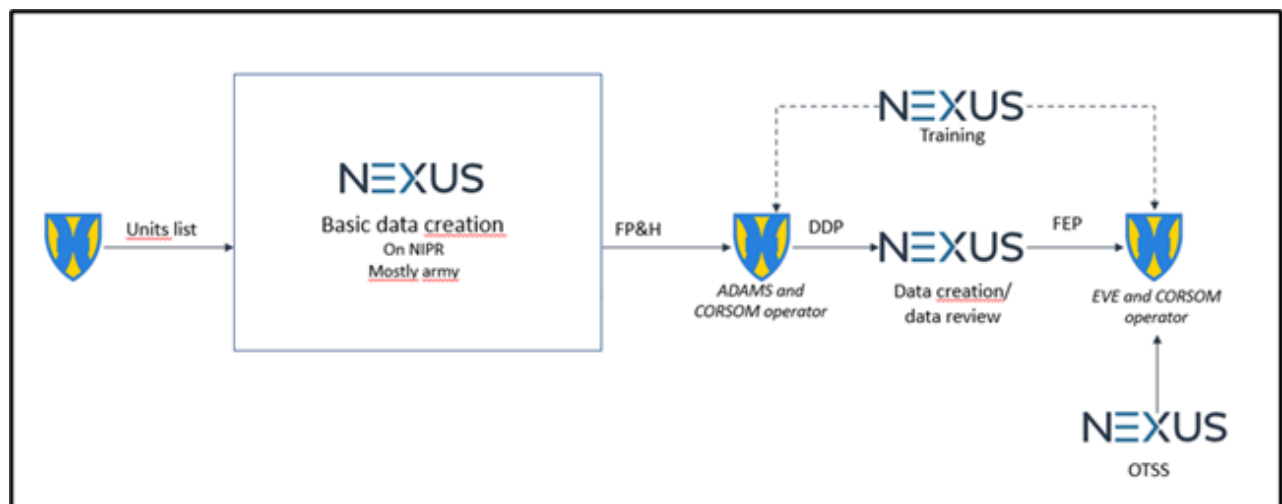 NEXUS
Training
Units list
NEXUS
Basic data creation
On NIPR
Mostly army
FP&H
DDP
NEXUS
FEP
ADAMS and
CORSOM operator
Data creation/
data review
EVE and CORSOM
operator
NEXUS
OTSS